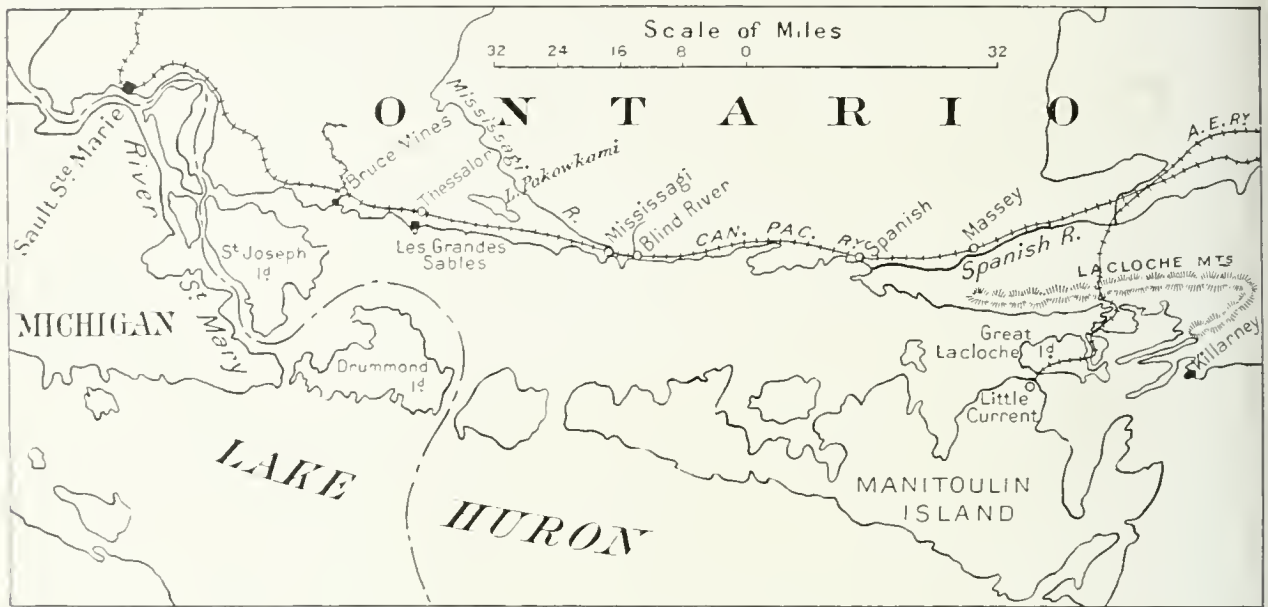 Scale of Miles
32 24 16 8 0 32
ONTARIO
A.E.RY.
Sault Ste. Marie
River
St. Mary
Bruce Mines
Thessalon
Mississagi
R.
L. Pakowkami
Mississagi
Blind River
CAN. PAC. RY.
Spanish
Massey
Spanish R.
Les Grandes
Sables
St Joseph
Id
LACLOCHE MTS
MICHIGAN
Drummond
Id
Great
Lacloche Id
Killarney
Little
Current
LAKE
HURON
MANITOULIN
ISLAND